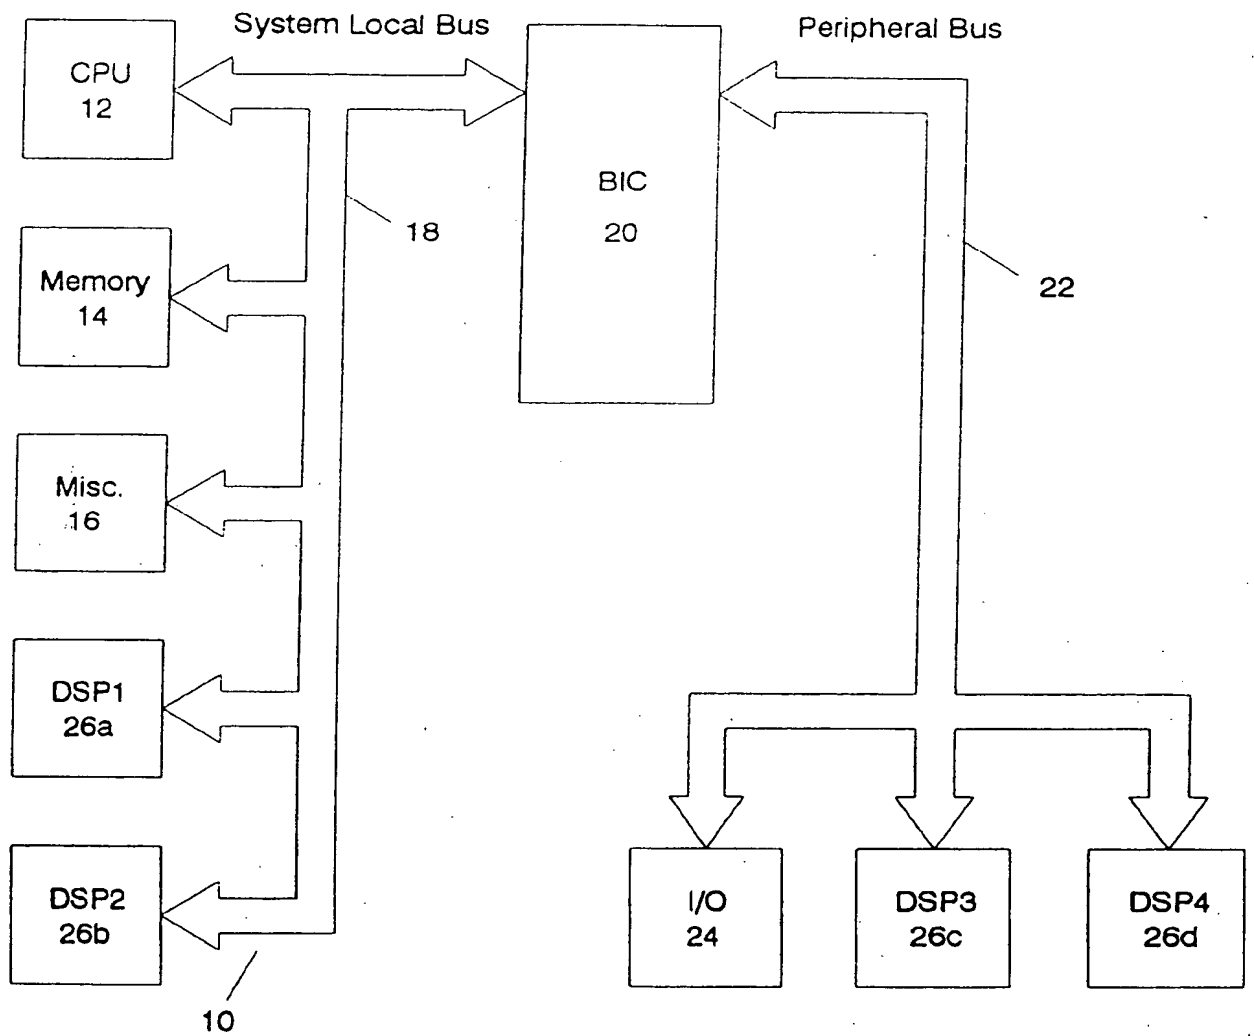 System Local Bus
Peripheral Bus
CPU
12
BIC
20
18
22
Memory
14
Misc.
16
DSP1
26a
DSP2
26b
I/O
24
DSP3
26c
DSP4
26d
10